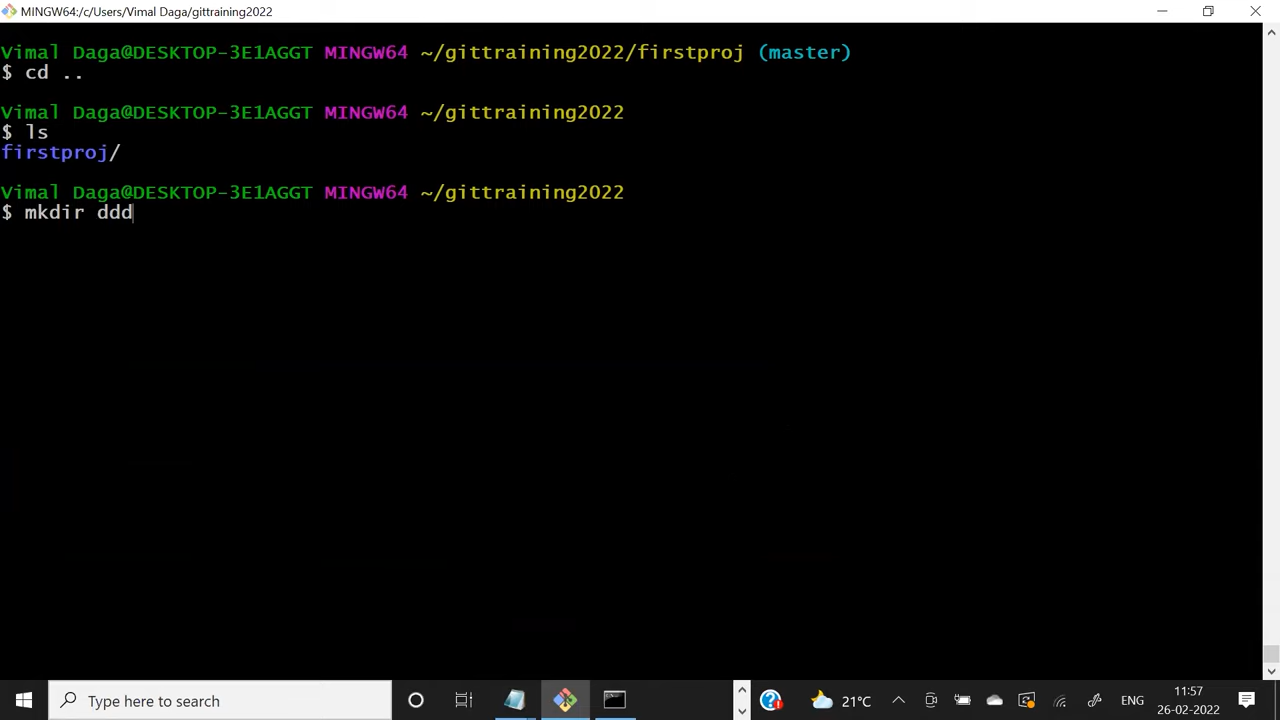 MINGW64:/c/Users/Vimal Daga/gittraining2022
Vimal Daga@DESKTOP-3E1AGGT MINGW64 ~/gittraining2022/firstproj (master)
$ cd ..
Vimal Daga@DESKTOP-3E1AGGT MINGW64 ~/gittraining2022
$ ls
firstproj/
Vimal Daga@DESKTOP-3E1AGGT MINGW64 ~/gittraining2022
$ mkdir ddd
Type here to search
21°C
ENG
11:57
26-02-2022